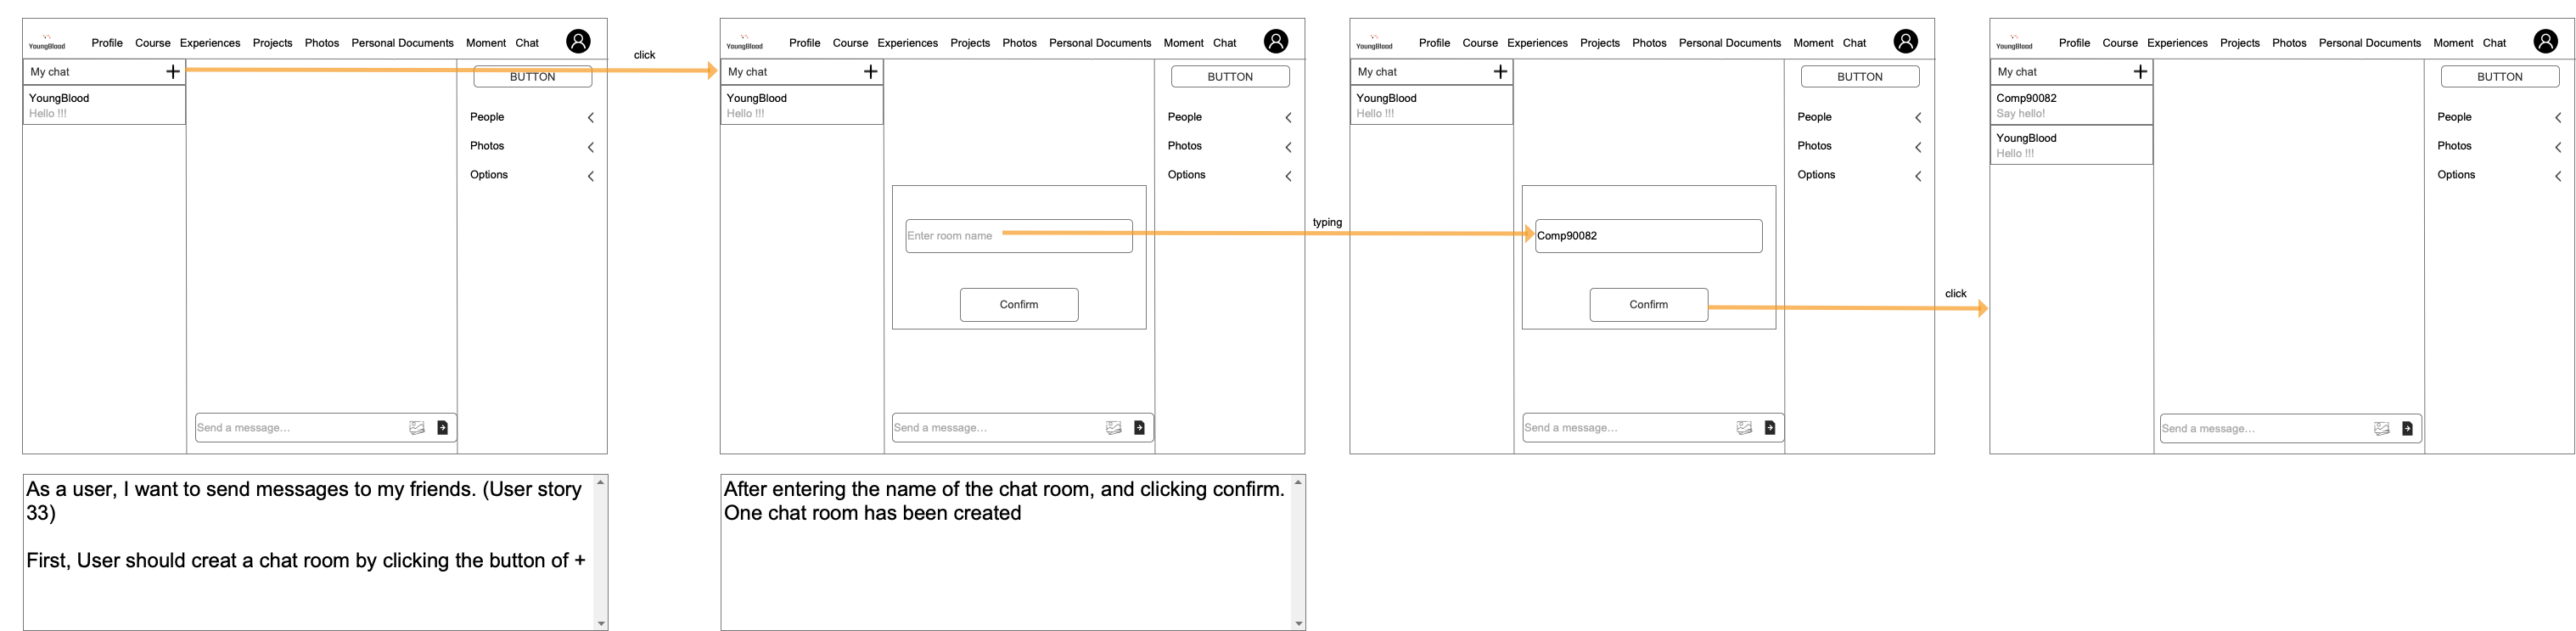 YoungBlood Profile Course Experiences Projects Photos Personal Documents Moment Chat
My chat +
BUTTON
YoungBlood
Hello !!!
People
Photos
Options
Send a message...
click
YoungBlood Profile Course Experiences Projects Photos Personal Documents Moment Chat
My chat +
BUTTON
YoungBlood
Hello !!!
People
Photos
Options
Enter room name
Confirm
Send a message...
typing
YoungBlood Profile Course Experiences Projects Photos Personal Documents Moment Chat
My chat +
BUTTON
YoungBlood
Hello !!!
People
Photos
Options
Comp90082
Confirm
Send a message...
click
YoungBlood Profile Course Experiences Projects Photos Personal Documents Moment Chat
My chat +
BUTTON
Comp90082
Say hello!
YoungBlood
Hello !!!
People
Photos
Options
Send a message...
As a user, I want to send messages to my friends. (User story
33)
First, User should creat a chat room by clicking the button of +
After entering the name of the chat room, and clicking confirm.
One chat room has been created